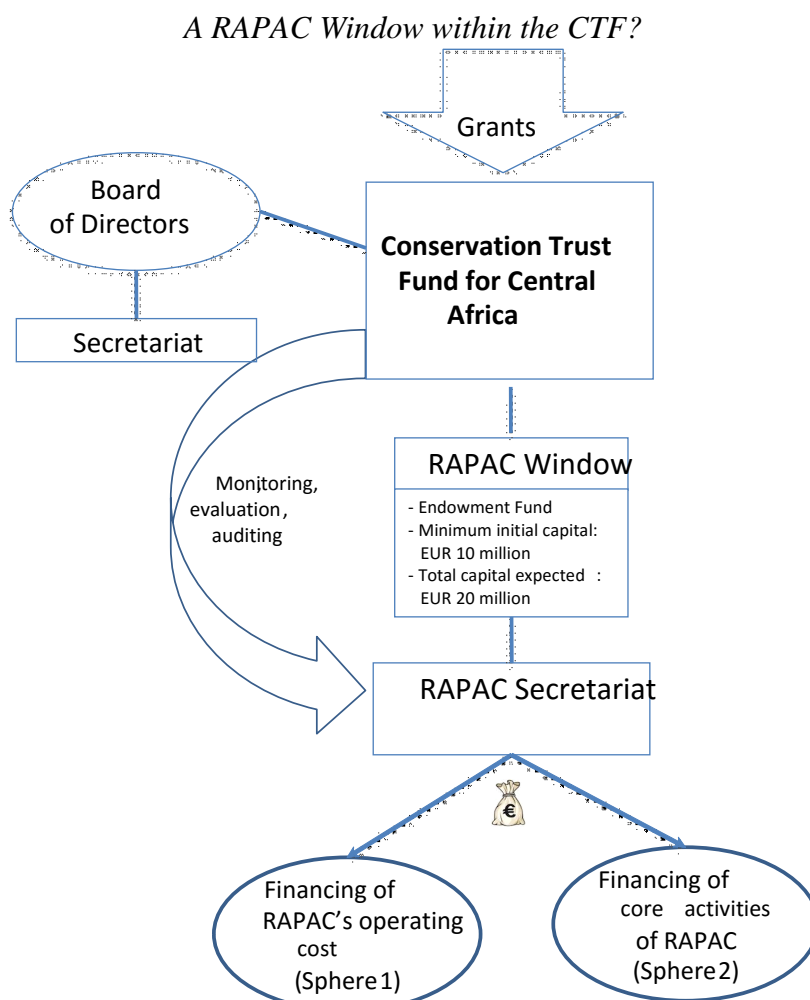 A RAPAC Window within the CTF?
Grants
Board
of Directors
Conservation Trust
Fund for Central
Africa
Secretariat
RAPAC Window
Monitoring,
evaluation,
auditing
- Endowment Fund
- Minimum initial capital:
EUR 10 million
- Total capital expected :
EUR 20 million
RAPAC Secretariat
€
Financing of
RAPAC's operating
cost
(Sphere 1)
Financing of
core activities
of RAPAC
(Sphere 2)